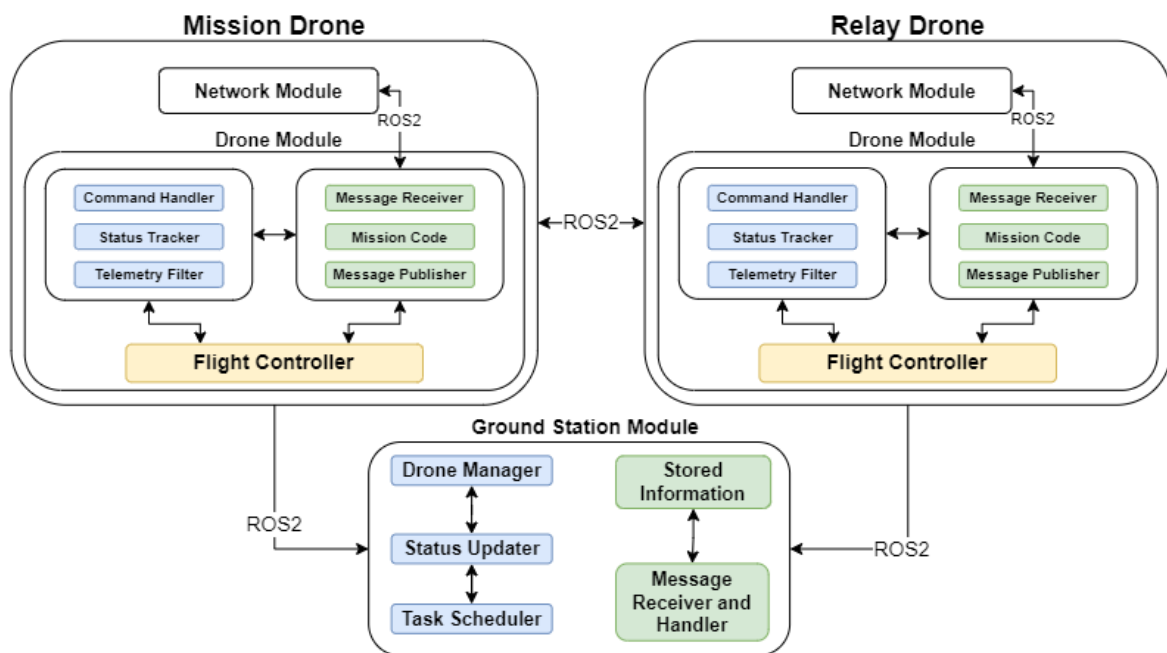 Mission Drone
Network Module
ROS2
Drone Module
Command Handler
Status Tracker
Telemetry Filter
Message Receiver
Mission Code
Message Publisher
Flight Controller
ROS2
Relay Drone
Network Module
ROS2
Drone Module
Command Handler
Status Tracker
Telemetry Filter
Message Receiver
Mission Code
Message Publisher
Flight Controller
Ground Station Module
ROS2
Drone Manager
Status Updater
Task Scheduler
Stored
Information
Message
Receiver and
Handler
ROS2